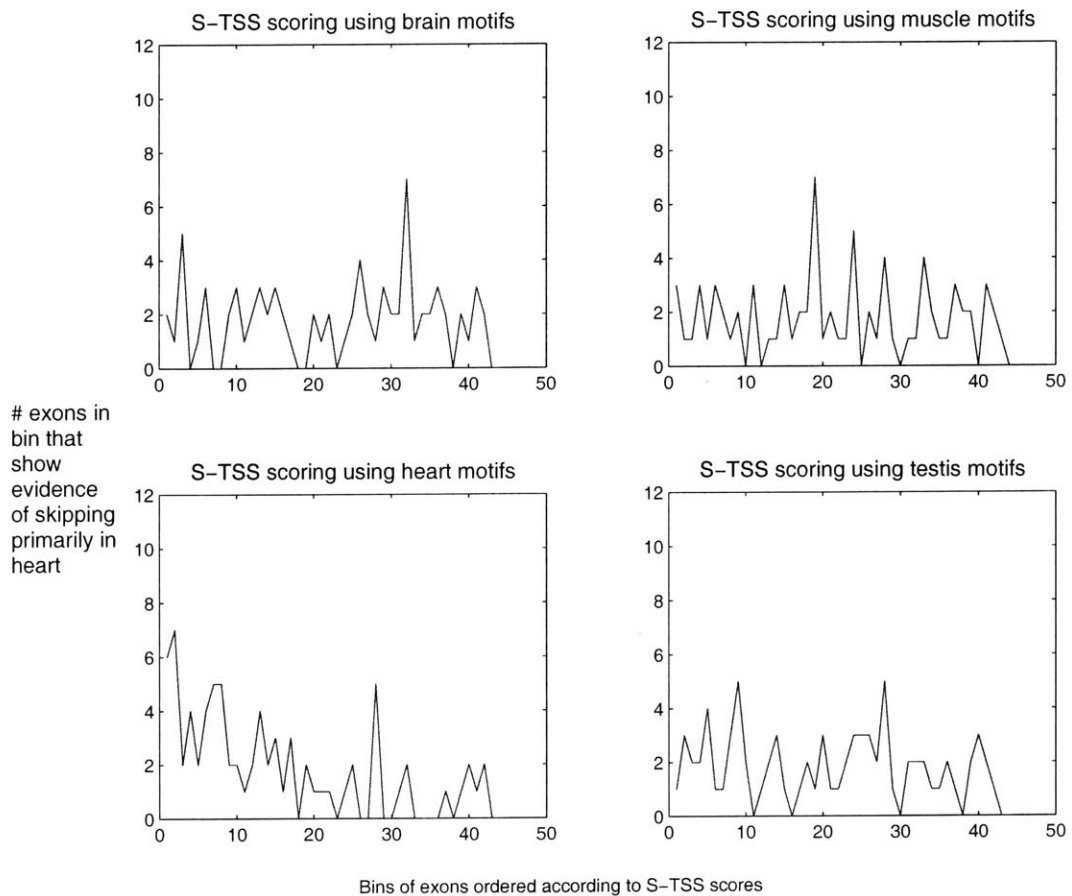 S−TSS scoring using brain motifs
12
10
8
6
4
2
0
0 10 20 30 40 50
S−TSS scoring using muscle motifs
12
10
8
6
4
2
0
0 10 20 30 40 50
# exons in
bin that
show
evidence
of skipping
primarily in
heart
S−TSS scoring using heart motifs
12
10
8
6
4
2
0
0 10 20 30 40 50
S−TSS scoring using testis motifs
12
10
8
6
4
2
0
0 10 20 30 40 50
Bins of exons ordered according to S−TSS scores